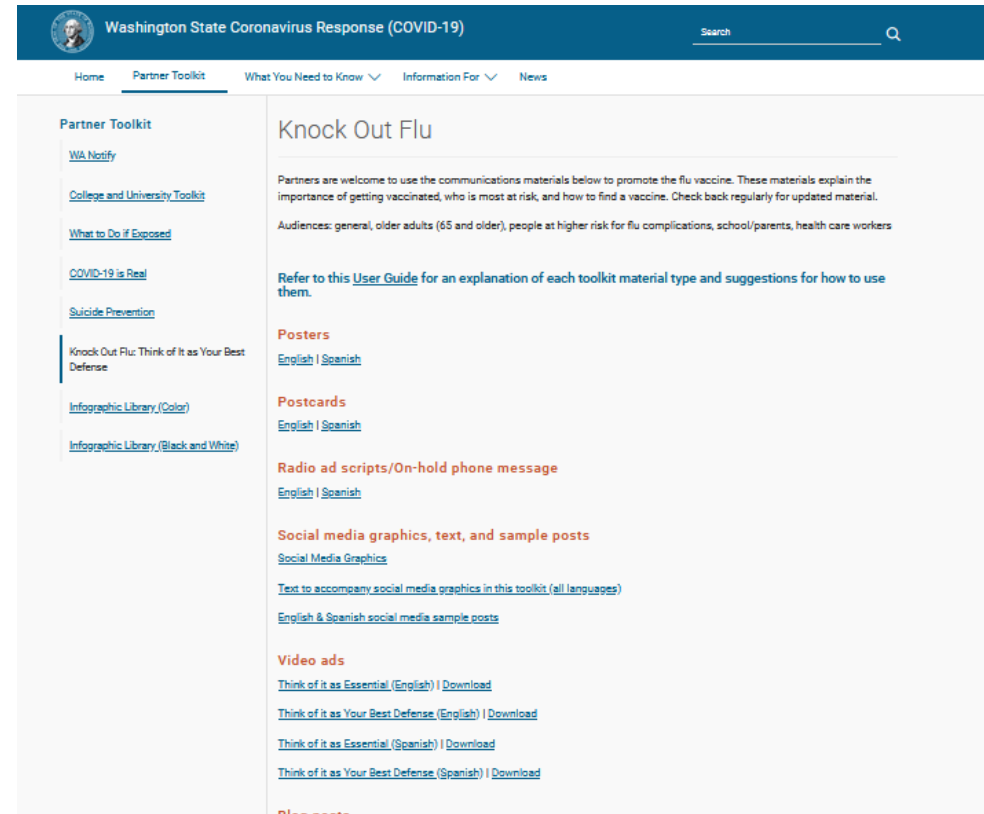 Washington State Coronavirus Response (COVID-19)
Search
Home
Partner Toolkit
What You Need to Know
Information For
News
Partner Toolkit
WA Notify
College and University Toolkit
What to Do if Exposed
COVID-19 is Real
Suicide Prevention
Knock Out Flu: Think of It as Your Best
Defense
Infographic Library (Color)
Infographic Library (Black and White)
Knock Out Flu
Partners are welcome to use the communications materials below to promote the flu vaccine. These materials explain the
importance of getting vaccinated, who is most at risk, and how to find a vaccine. Check back regularly for updated material.
Audiences: general, older adults (65 and older), people at higher risk for flu complications, school/parents, health care workers
Refer to this User Guide for an explanation of each toolkit material type and suggestions for how to use
them.
Posters
English | Spanish
Postcards
English | Spanish
Radio ad scripts/On-hold phone message
English | Spanish
Social media graphics, text, and sample posts
Social Media Graphics
Text to accompany social media graphics in this toolkit (all languages)
English & Spanish social media sample posts
Video ads
Think of it as Essential (English) | Download
Think of it as Your Best Defense (English) | Download
Think of it as Essential (Spanish) | Download
Think of it as Your Best Defense (Spanish) | Download